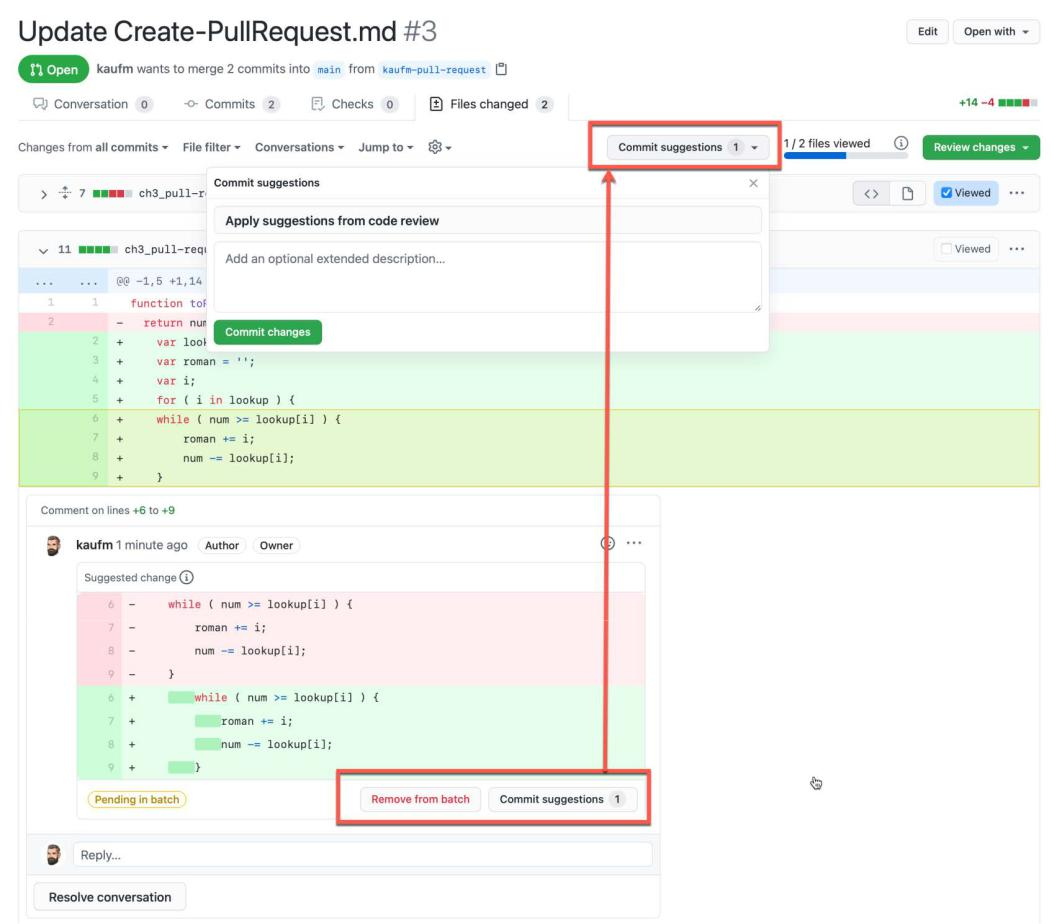 Update Create-PullRequest.md #3
Edit
Open with
Open
kaufm wants to merge 2 commits into main from kaufm-pull-request
Conversation 0
Commits 2
Checks 0
Files changed 2
+14 −4
Changes from all commits
File filter
Conversations
Jump to
Commit suggestions 1
1 / 2 files viewed
Review changes
7 ch3_pull-r
Viewed
Commit suggestions
Apply suggestions from code review
Add an optional extended description...
Commit changes
11 ch3_pull-requ
Viewed
... ... @@ -1,5 +1,14
1 1 function toR
2 - return num
2 + var look
3 + var roman = '';
4 + var i;
5 + for ( i in lookup ) {
6 + while ( num >= lookup[i] ) {
7 + roman += i;
8 + num -= lookup[i];
9 + }
Comment on lines +6 to +9
kaufm 1 minute ago Author Owner
Suggested change
6 - while ( num >= lookup[i] ) {
7 - roman += i;
8 - num -= lookup[i];
9 - }
6 + while ( num >= lookup[i] ) {
7 + roman += i;
8 + num -= lookup[i];
9 + }
Pending in batch
Remove from batch
Commit suggestions 1
Reply...
Resolve conversation